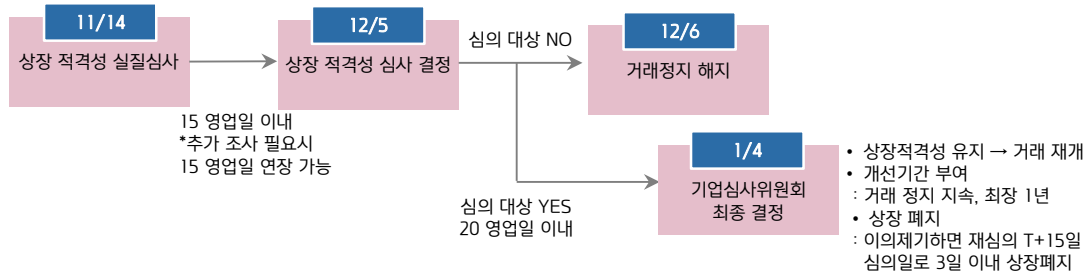 11/14
상장 적격성 실질심사
15 영업일 이내
*추가 조사 필요시
15 영업일 연장 가능
12/5
상장 적격성 심사 결정
심의 대상 NO
12/6
거래정지 해지
심의 대상 YES
20 영업일 이내
1/4
기업심사위원회
최종 결정
• 상장적격성 유지 → 거래 재개
• 개선기간 부여
: 거래 정지 지속, 최장 1년
• 상장 폐지
: 이의제기하면 재심의 T+15일
심의일로 3일 이내 상장폐지